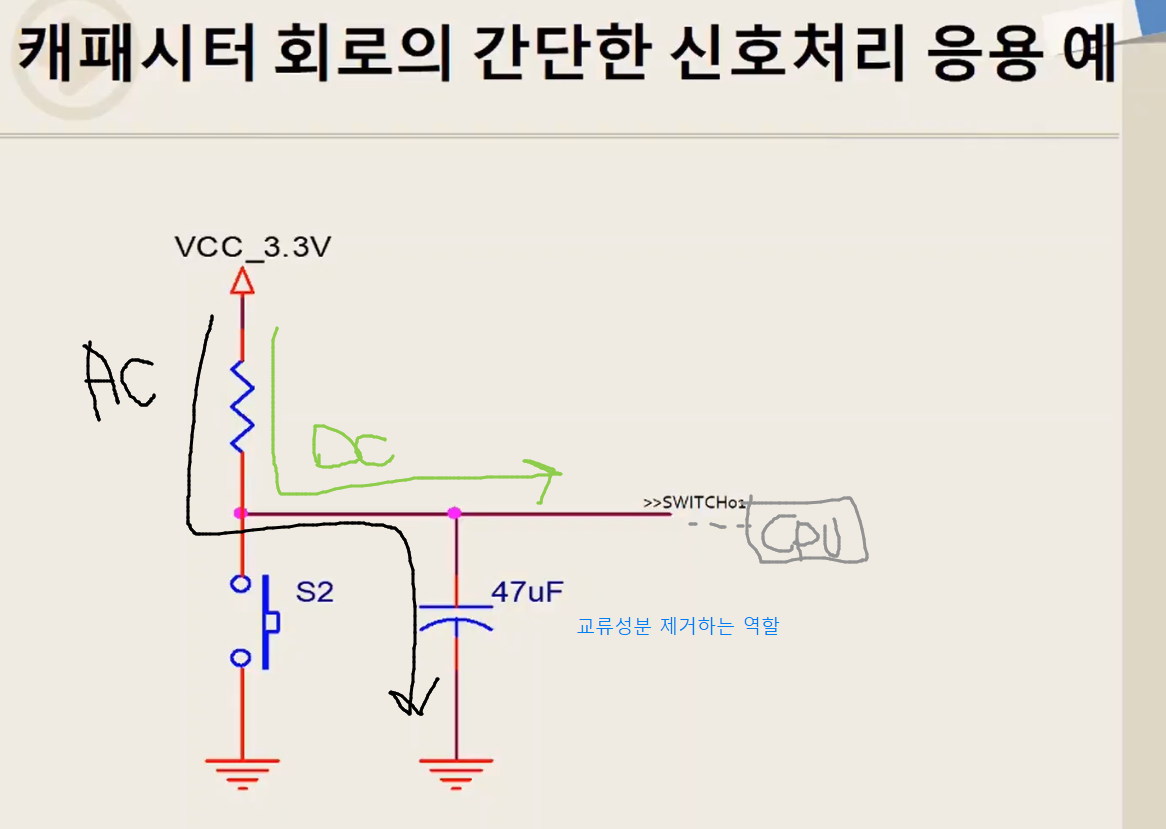 캐패시터 회로의 간단한 신호처리 응용 예
VCC_3.3V
AC
DC
>>SWITCH01
CPU
S2
47uF
교류성분 제거하는 역할